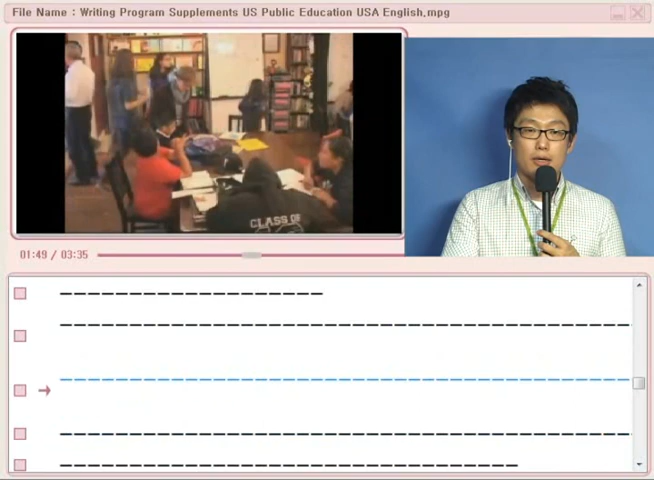 File Name : Writing Program Supplements US Public Education USA English.mpg
CLASS OF
01:49 / 03:35